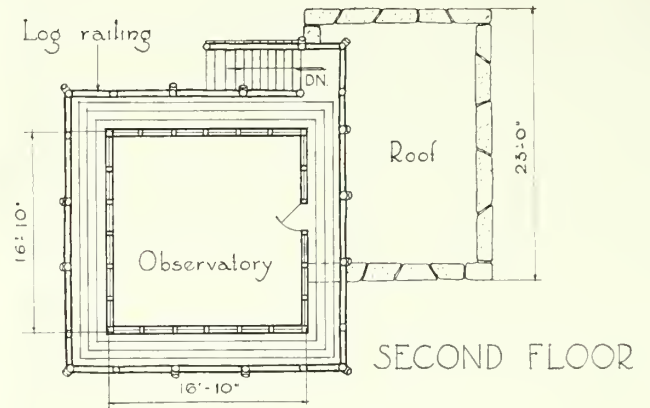 Log railing
DN.
Roof
23'-0"
16'-10"
Observatory
SECOND FLOOR
16'-10"